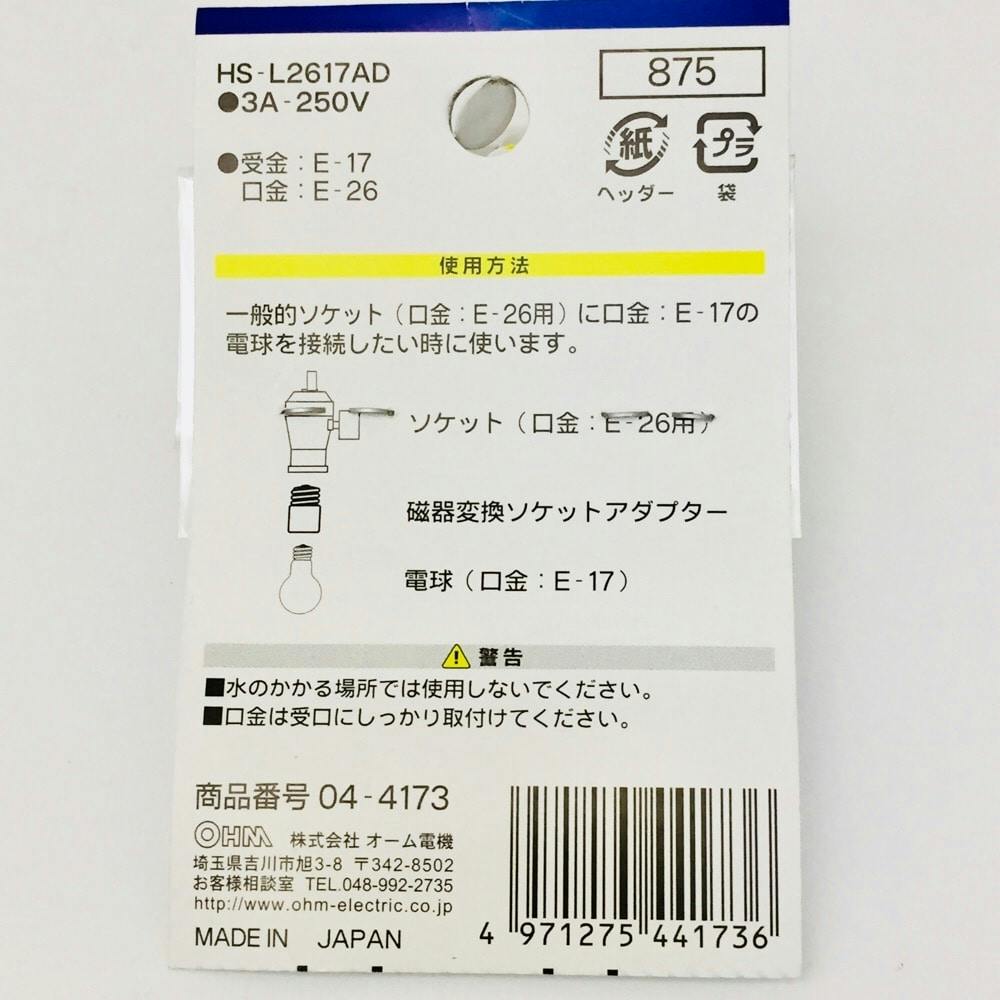 HS-L2617AD
●3A-250V
875
●受金：E-17
口金：E-26
紙
ヘッダー
プラ
袋
使用方法
一般的ソケット（口金：E-26用）に口金：E-17の
電球を接続したい時に使います。
ソケット（口金：E-26用）
磁器変換ソケットアダプター
電球（口金：E-17）
警告
■水のかかる場所では使用しないでください。
■口金は受口にしっかり取付けてください。
商品番号 04-4173
OHM 株式会社 オーム電機
埼玉県吉川市旭3-8 〒342-8502
お客様相談室 TEL.048-992-2735
http://www.ohm-electric.co.jp
MADE IN JAPAN
4 971275 441736